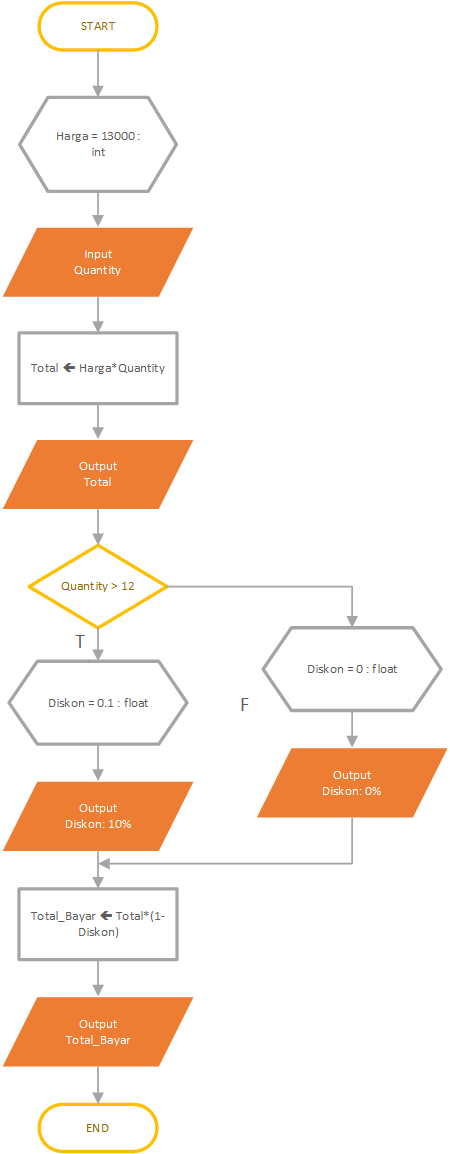 START
Harga = 13000 :
int
Input
Quantity
Total 🡸 Harga*Quantity
Output
Total
Quantity > 12
T
Diskon = 0 : float
Diskon = 0.1 : float
F
Output
Diskon: 0%
Output
Diskon: 10%
Total_Bayar 🡸 Total*(1-
Diskon)
Output
Total_Bayar
END